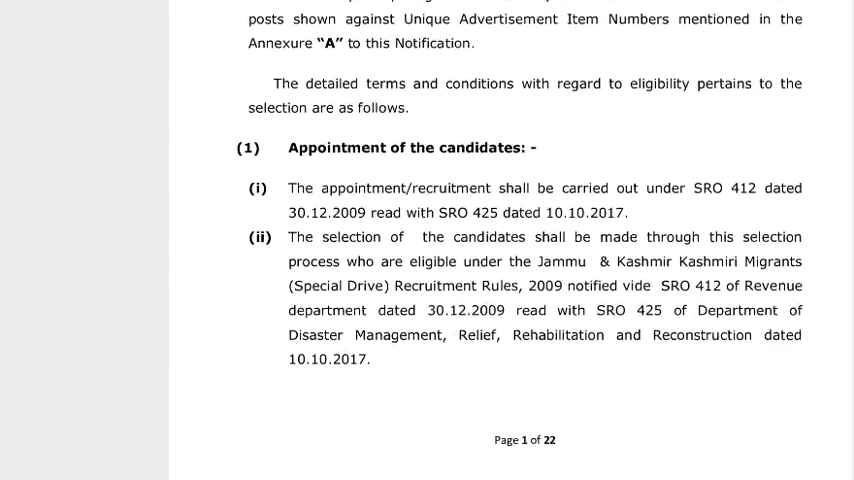 posts shown against Unique Advertisement Item Numbers mentioned in the
Annexure “A” to this Notification.
The detailed terms and conditions with regard to eligibility pertains to the
selection are as follows.
(1) Appointment of the candidates: -
(i) The appointment/recruitment shall be carried out under SRO 412 dated
30.12.2009 read with SRO 425 dated 10.10.2017.
(ii) The selection of the candidates shall be made through this selection
process who are eligible under the Jammu & Kashmir Kashmiri Migrants
(Special Drive) Recruitment Rules, 2009 notified vide SRO 412 of Revenue
department dated 30.12.2009 read with SRO 425 of Department of
Disaster Management, Relief, Rehabilitation and Reconstruction dated
10.10.2017.
Page 1 of 22